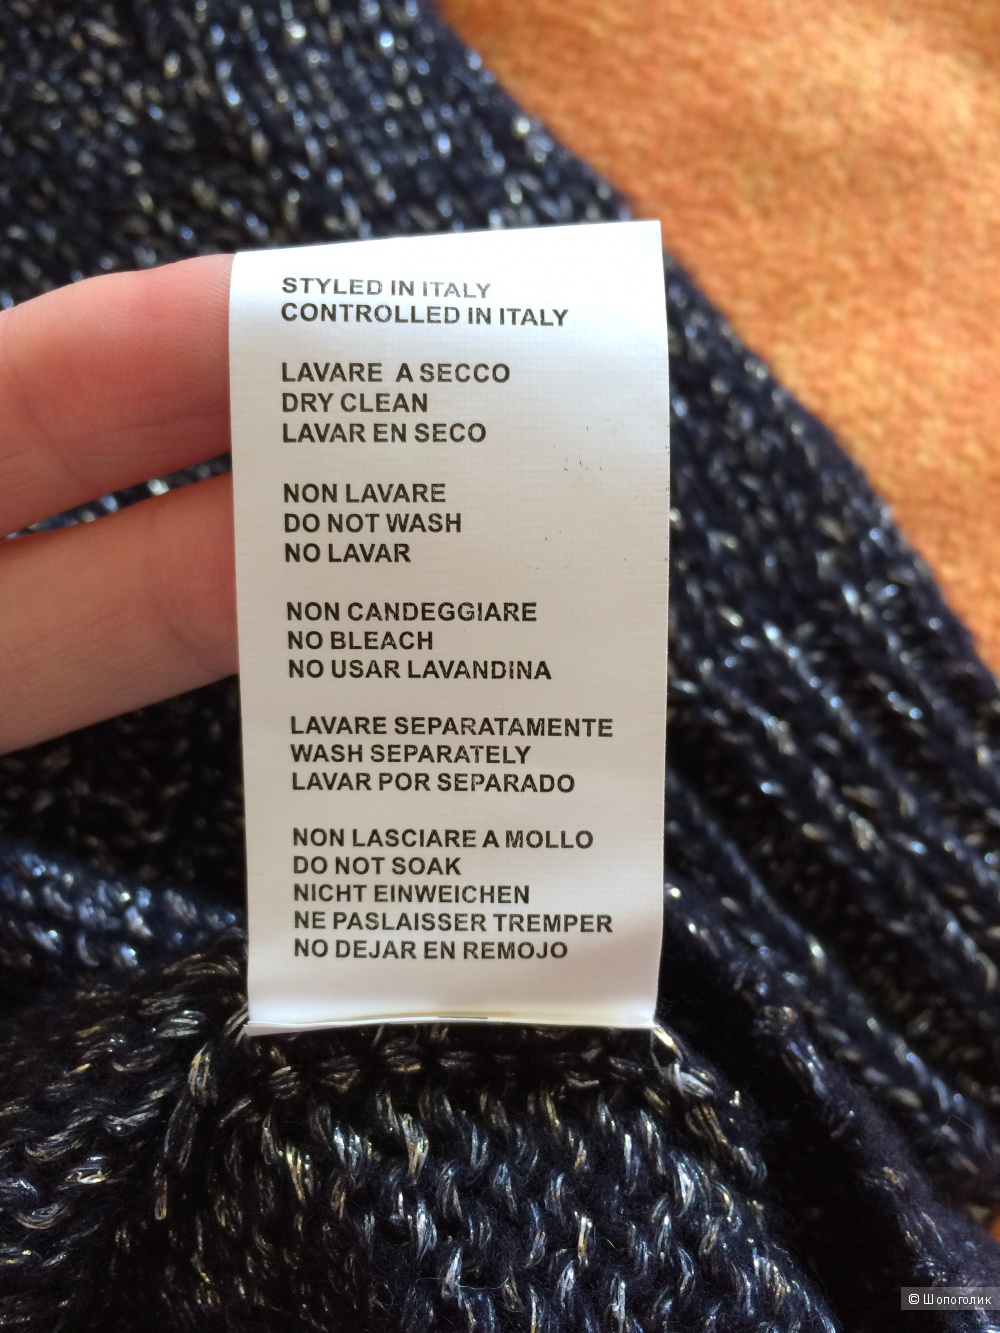 STYLED IN ITALY
CONTROLLED IN ITALY
LAVARE A SECCO
DRY CLEAN
LAVAR EN SECO
NON LAVARE
DO NOT WASH
NO LAVAR
NON CANDEGGIARE
NO BLEACH
NO USAR LAVANDINA
LAVARE SEPARATAMENTE
WASH SEPARATELY
LAVAR POR SEPARADO
NON LASCIARE A MOLLO
DO NOT SOAK
NICHT EINWEICHEN
NE PASLAISSER TREMPER
NO DEJAR EN REMOJO
© Шопоголик